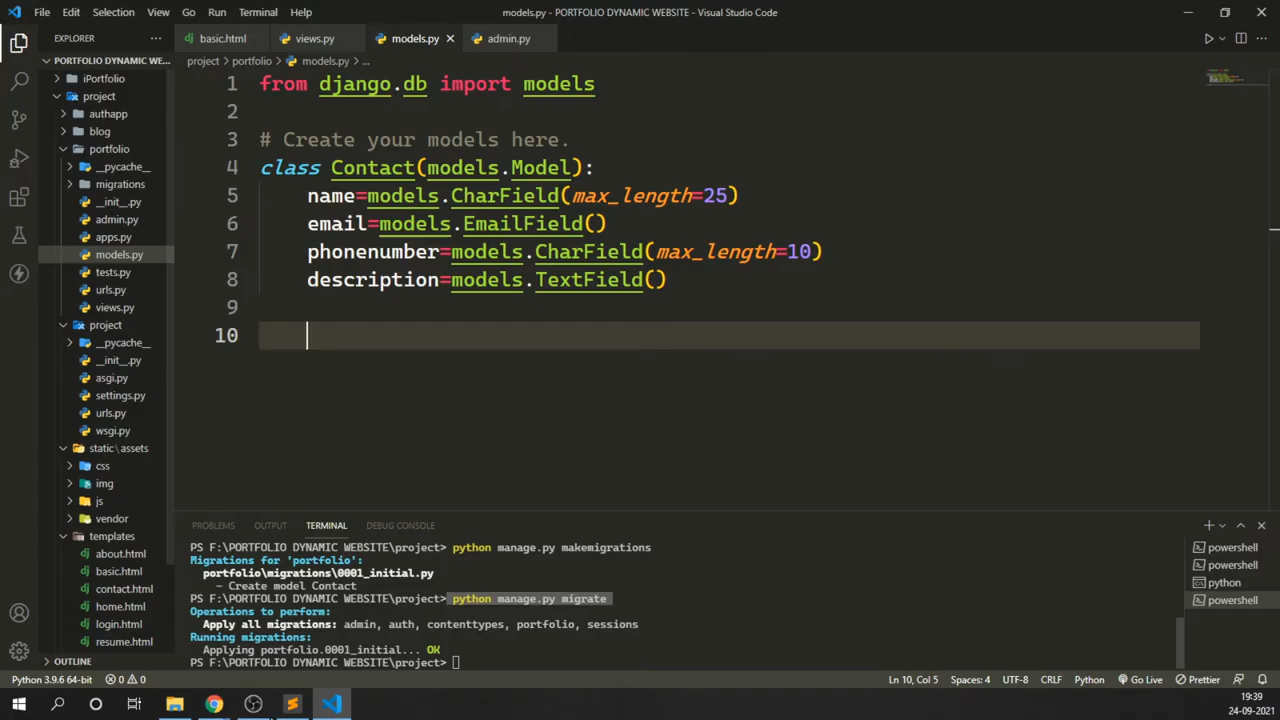 File Edit Selection View Go Run Terminal Help
models.py - PORTFOLIO DYNAMIC WEBSITE - Visual Studio Code
EXPLORER
basic.html
views.py
models.py
admin.py
PORTFOLIO DYNAMIC WE...
project > portfolio > models.py > ...
iPortfolio
project
authapp
blog
portfolio
__pycache__
migrations
__init__.py
admin.py
apps.py
models.py
tests.py
urls.py
views.py
project
__pycache__
__init__.py
asgi.py
settings.py
urls.py
wsgi.py
static\assets
css
img
js
vendor
templates
about.html
basic.html
contact.html
home.html
login.html
resume.html
OUTLINE
1 from django.db import models
2
3 # Create your models here.
4 class Contact(models.Model):
5 name=models.CharField(max_length=25)
6 email=models.EmailField()
7 phonenumber=models.CharField(max_length=10)
8 description=models.TextField()
9
10
PROBLEMS OUTPUT TERMINAL DEBUG CONSOLE
PS F:\PORTFOLIO DYNAMIC WEBSITE\project> python manage.py makemigrations
Migrations for 'portfolio':
portfolio\migrations\0001_initial.py
- Create model Contact
PS F:\PORTFOLIO DYNAMIC WEBSITE\project> python manage.py migrate
Operations to perform:
Apply all migrations: admin, auth, contenttypes, portfolio, sessions
Running migrations:
Applying portfolio.0001_initial... OK
PS F:\PORTFOLIO DYNAMIC WEBSITE\project>
powershell
powershell
python
powershell
Python 3.9.6 64-bit 0 0
Ln 10, Col 5 Spaces: 4 UTF-8 CRLF Python Go Live Prettier
19:39
24-09-2021